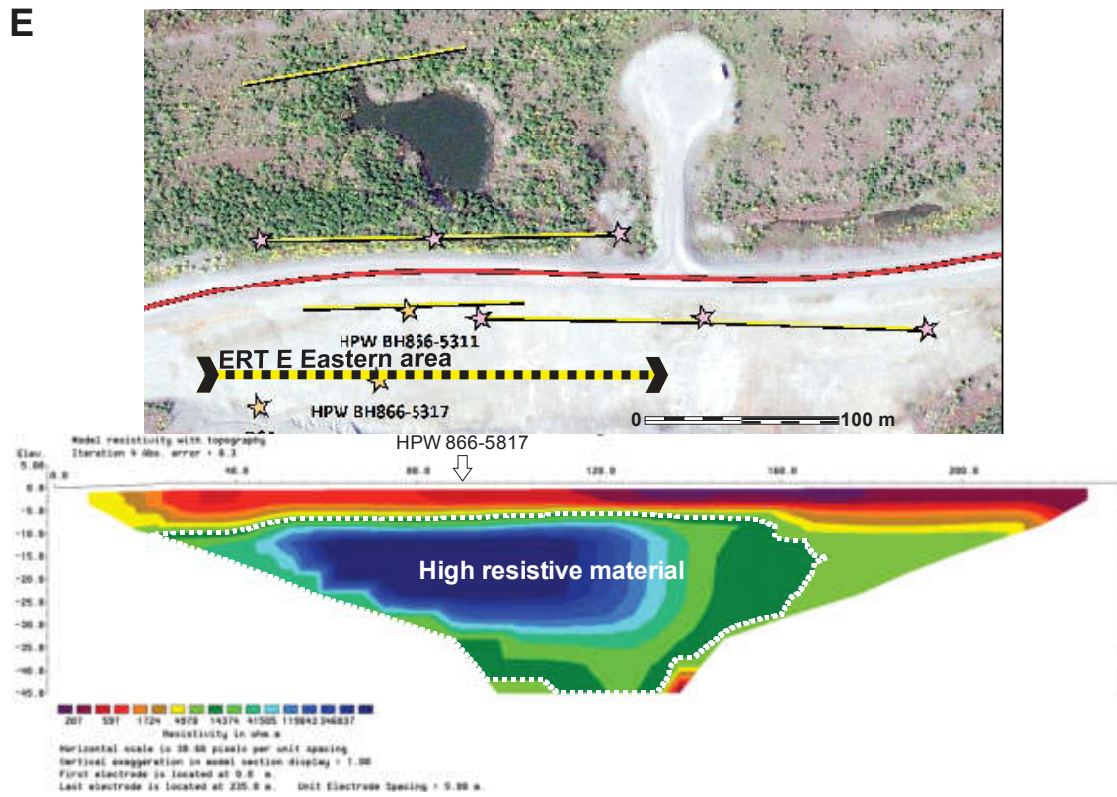 E
HPW BH866-5311
ERT E Eastern area
HPW BH866-5317
0 100 m
Model resistivity with topography
HPW 866-5817
Iteration 4 Abs. error = 8.3
Elev.
5.00
0.0 40.0 80.0 120.0 160.0 200.0
0.0
-5.0
-10.0
-15.0
High resistive material
-20.0
-25.0
-30.0
-35.0
-40.0
-45.0
207 597 1724 4978 14374 41505
Resistivity in ohm.m
Horizontal scale is 30.66 pixels per unit spacing
Vertical exaggeration in model section display = 1.00
First electrode is located at 0.0 m.
Last electrode is located at 235.0 m. Unit Electrode Spacing = 5.00 m.